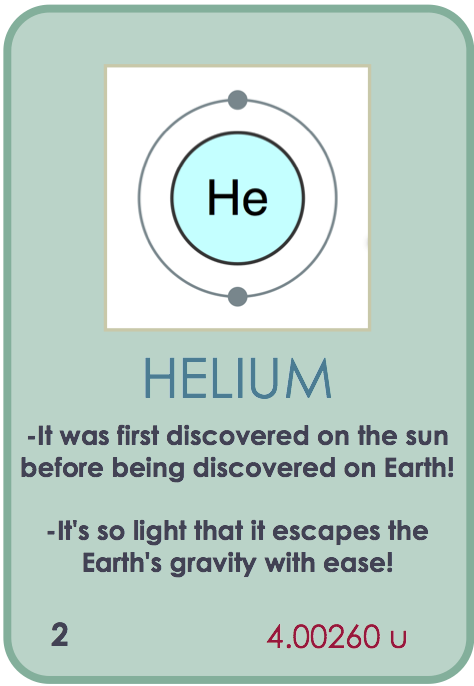 He
HELIUM
-It was first discovered on the sun
before being discovered on Earth!
-It's so light that it escapes the
Earth's gravity with ease!
2
4.00260 u